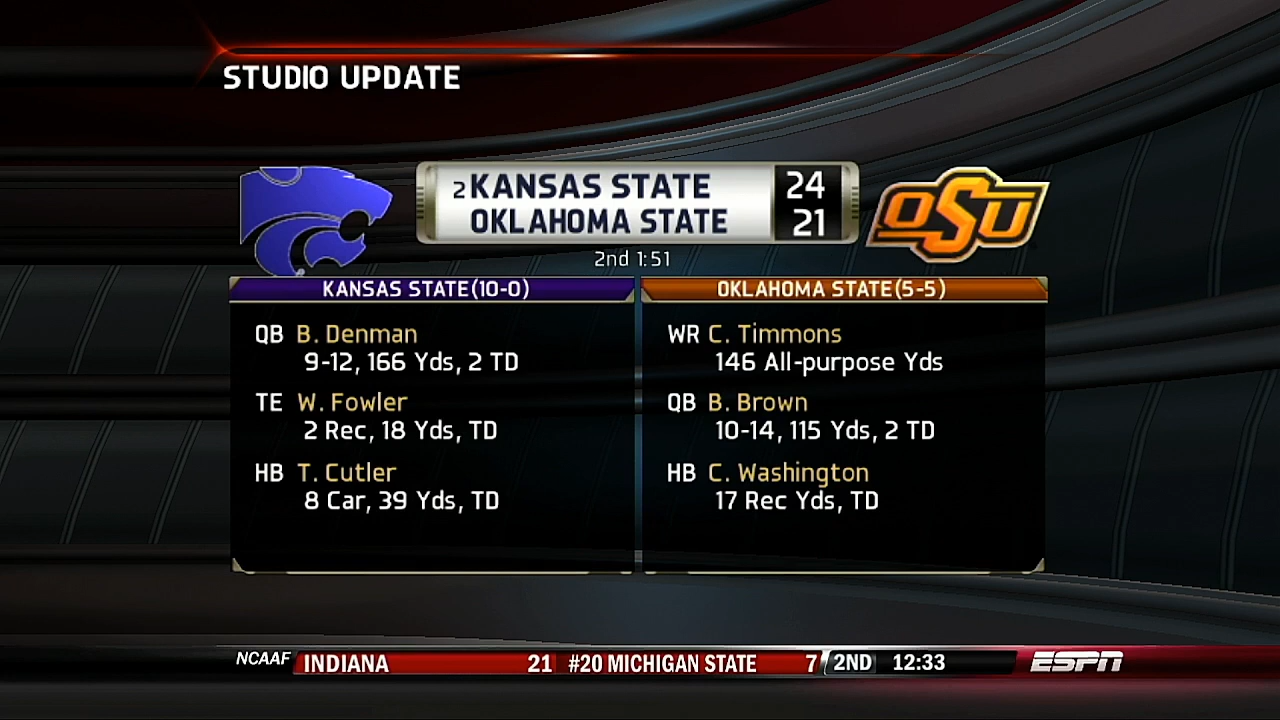 STUDIO UPDATE
2 KANSAS STATE 24
OKLAHOMA STATE 21
OSU
2nd 1:51
KANSAS STATE(10-0)
QB B. Denman
9-12, 166 Yds, 2 TD
TE W. Fowler
2 Rec, 18 Yds, TD
HB T. Cutler
8 Car, 39 Yds, TD
OKLAHOMA STATE(5-5)
WR C. Timmons
146 All-purpose Yds
QB B. Brown
10-14, 115 Yds, 2 TD
HB C. Washington
17 Rec Yds, TD
NCAAF INDIANA 21 #20 MICHIGAN STATE 7 2ND 12:33 ESPN